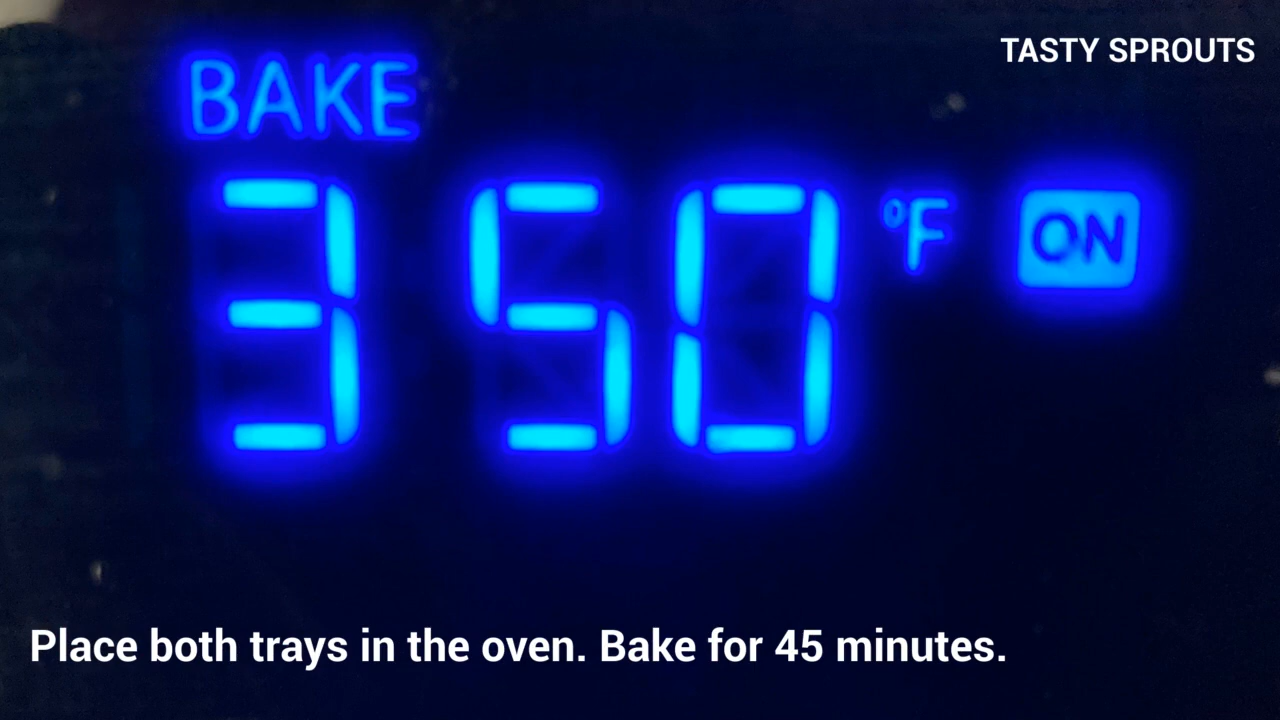 TASTY SPROUTS
BAKE
350 °F ON
Place both trays in the oven. Bake for 45 minutes.